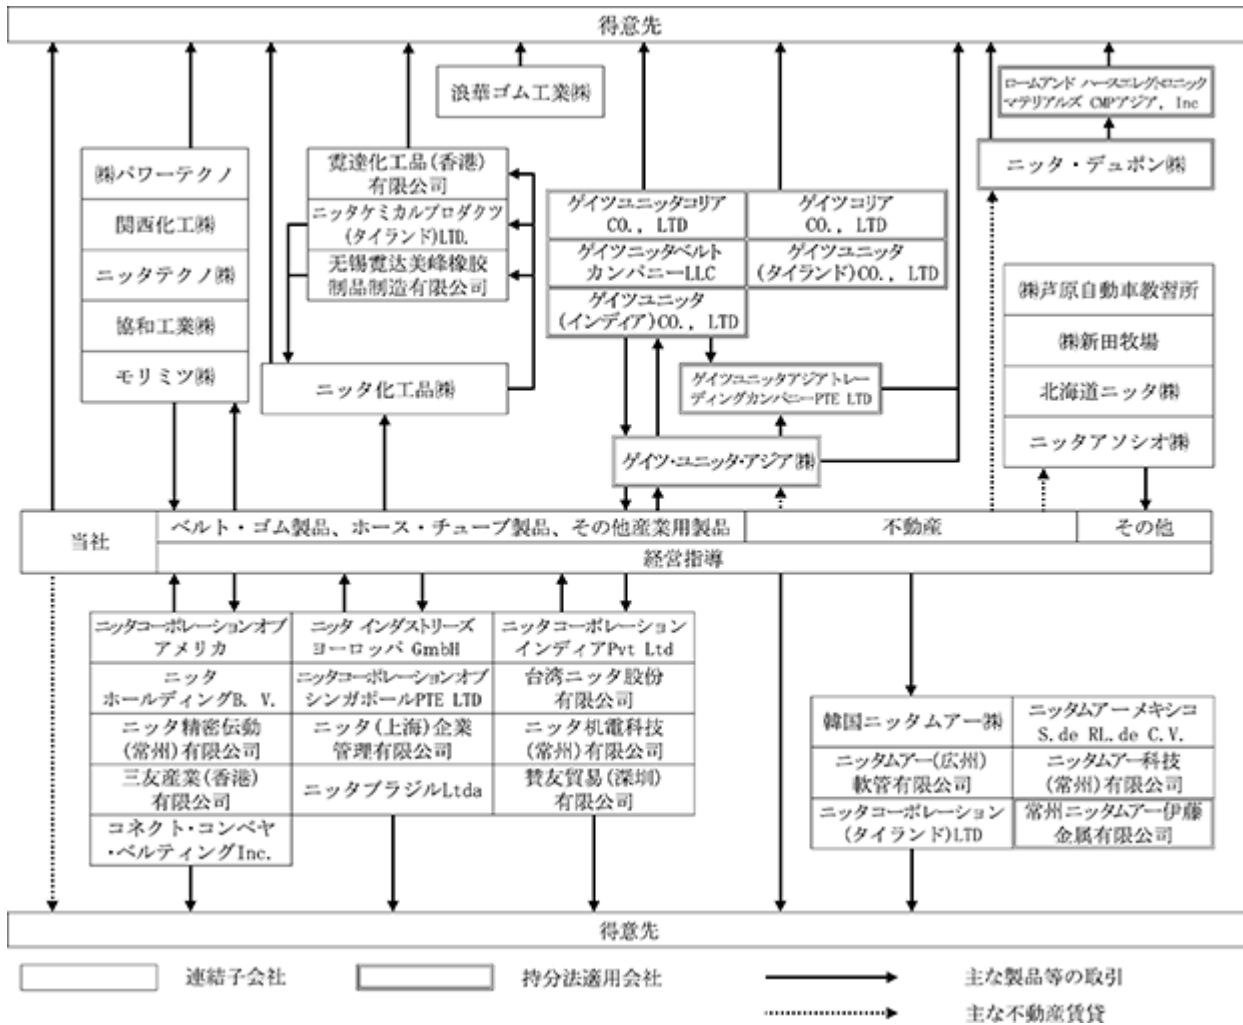 得意先
浪華ゴム工業㈱
ロームアンド ハースエレクトロニック
マテリアルズ CMPアジア, Inc
㈱パワーテクノ
関西化工㈱
ニッタテクノ㈱
協和工業㈱
モリミツ㈱
霓達化工品(香港)
有限公司
ニッタケミカルプロダクツ
(タイランド)LTD.
无锡霓达美峰橡胶
制品制造有限公司
ニッタ化工品㈱
ゲイツユニッタコリア
CO., LTD
ゲイツニッタベルト
カンパニーLLC
ゲイツユニッタ
(インディア)CO., LTD
ゲイツコリア
CO., LTD
ゲイツユニッタ
(タイランド)CO., LTD
ゲイツユニッタアジアトレー
ディングカンパニーPTE LTD
ゲイツ・ユニッタ・アジア㈱
ニッタ・デュポン㈱
㈱芦原自動車教習所
㈱新田牧場
北海道ニッタ㈱
ニッタアソシオ㈱
当社
ベルト・ゴム製品、ホース・チューブ製品、その他産業用製品
不動産
その他
経営指導
ニッタコーポレーションオブ
アメリカ
ニッタ
ホールディングB. V.
ニッタ精密伝動
(常州)有限公司
三友産業(香港)
有限公司
コネクト・コンベヤ
・ベルティングInc.
ニッタ インダストリーズ
ヨーロッパ GmbH
ニッタコーポレーションオブ
シンガポールPTE LTD
ニッタ(上海)企業
管理有限公司
ニッタブラジルLtda
ニッタコーポレーション
インディアPvt Ltd
台湾ニッタ股份
有限公司
ニッタ机電科技
(常州)有限公司
賛友貿易(深圳)
有限公司
韓国ニッタムアー㈱
ニッタムアー(広州)
軟管有限公司
ニッタコーポレーション
(タイランド)LTD
ニッタムアーメキシコ
S. de RL. de C. V.
ニッタムアー科技
(常州)有限公司
常州ニッタムアー伊藤
金属有限公司
得意先
連結子会社
持分法適用会社
主な製品等の取引
主な不動産賃貸